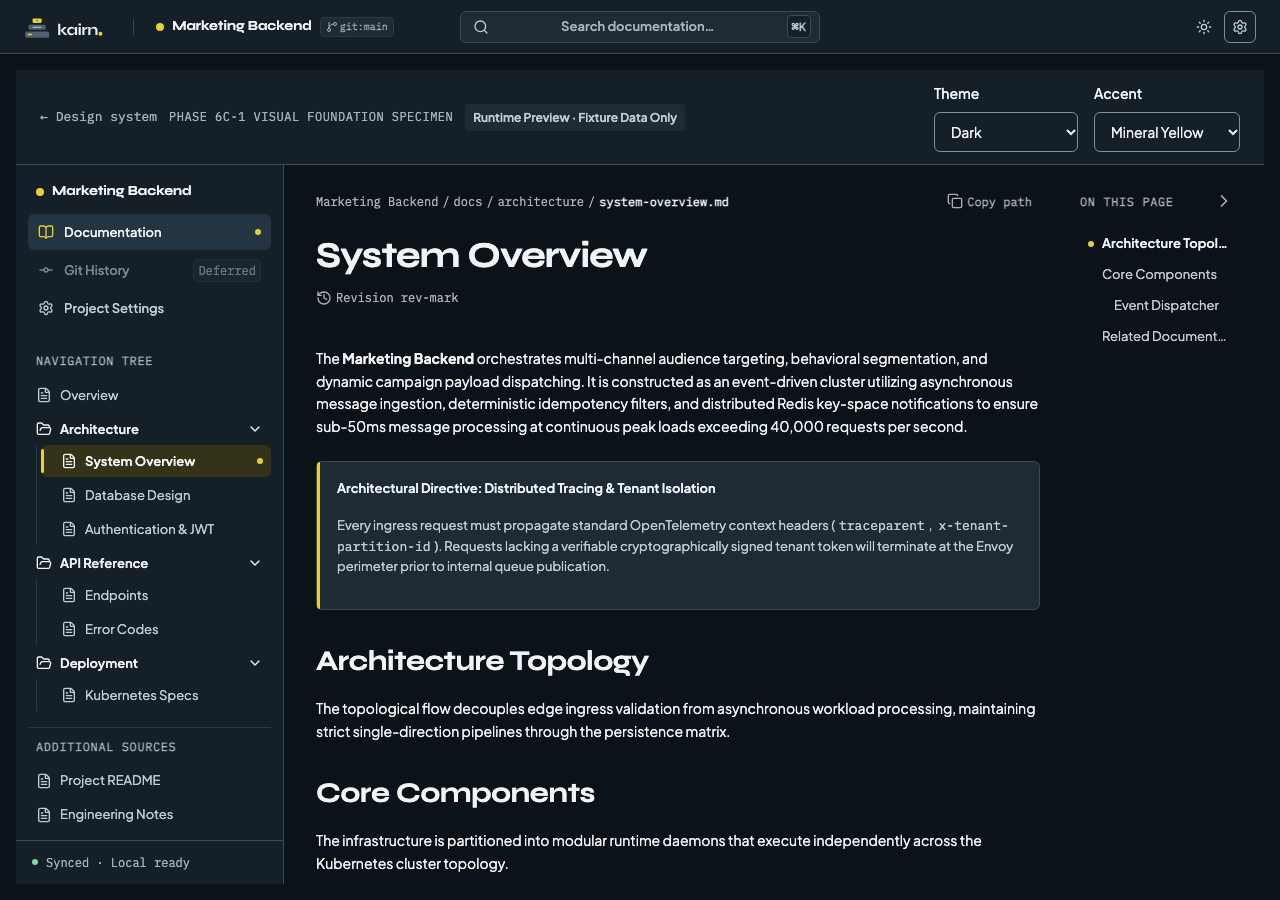 kairn.
Marketing Backend
git:main
Search documentation…
⌘K
← Design system
PHASE 6C-1 VISUAL FOUNDATION SPECIMEN
Runtime Preview · Fixture Data Only
Theme
Dark
Accent
Mineral Yellow
Marketing Backend
Documentation
Git History
Deferred
Project Settings
NAVIGATION TREE
Overview
Architecture
System Overview
Database Design
Authentication & JWT
API Reference
Endpoints
Error Codes
Deployment
Kubernetes Specs
ADDITIONAL SOURCES
Project README
Engineering Notes
Synced · Local ready
Marketing Backend / docs / architecture / system-overview.md
Copy path
System Overview
Revision rev-mark
The Marketing Backend orchestrates multi-channel audience targeting, behavioral segmentation, and
dynamic campaign payload dispatching. It is constructed as an event-driven cluster utilizing asynchronous
message ingestion, deterministic idempotency filters, and distributed Redis key-space notifications to ensure
sub-50ms message processing at continuous peak loads exceeding 40,000 requests per second.
Architectural Directive: Distributed Tracing & Tenant Isolation
Every ingress request must propagate standard OpenTelemetry context headers ( traceparent , x-tenant-
partition-id ). Requests lacking a verifiable cryptographically signed tenant token will terminate at the Envoy
perimeter prior to internal queue publication.
Architecture Topology
The topological flow decouples edge ingress validation from asynchronous workload processing, maintaining
strict single-direction pipelines through the persistence matrix.
Core Components
The infrastructure is partitioned into modular runtime daemons that execute independently across the
Kubernetes cluster topology.
ON THIS PAGE
Architecture Topol…
Core Components
Event Dispatcher
Related Document…